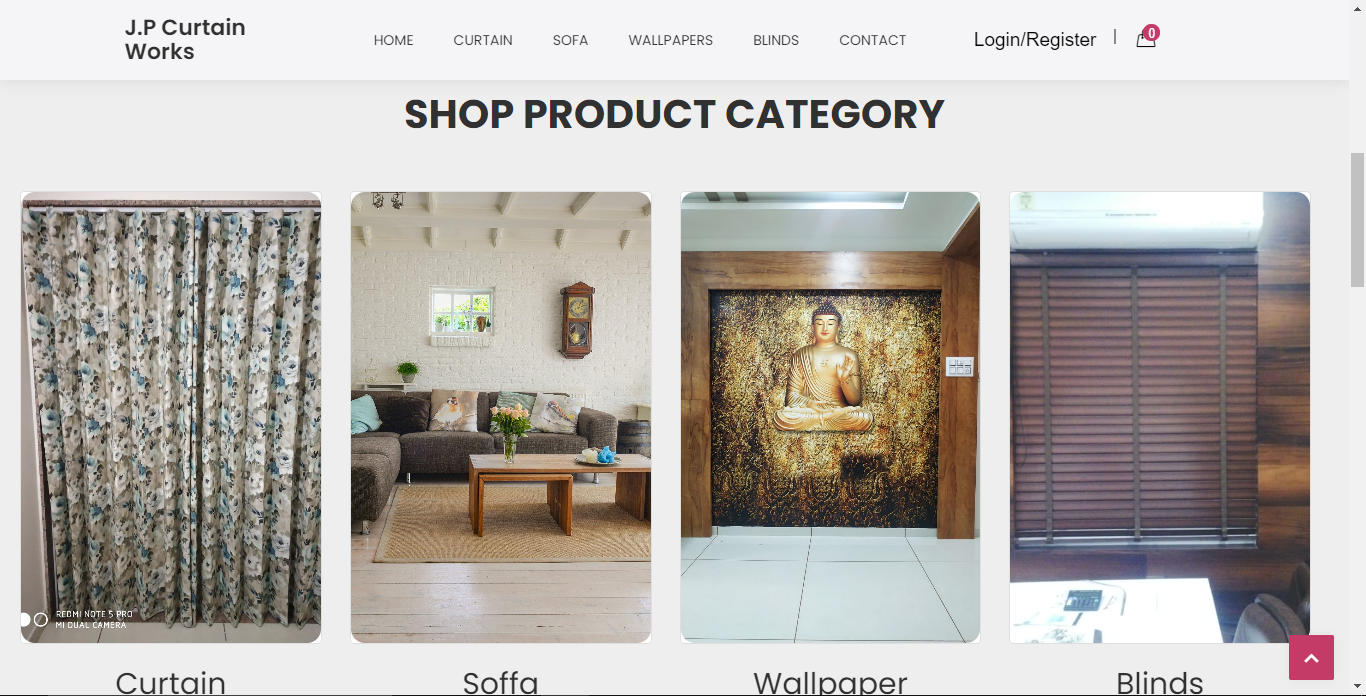 J.P Curtain
Works
HOME
CURTAIN
SOFA
WALLPAPERS
BLINDS
CONTACT
Login/Register
|
0
SHOP PRODUCT CATEGORY
REDMI NOTE 5 PRO
MI DUAL CAMERA
Curtain
Soffa
Wallpaper
Blinds